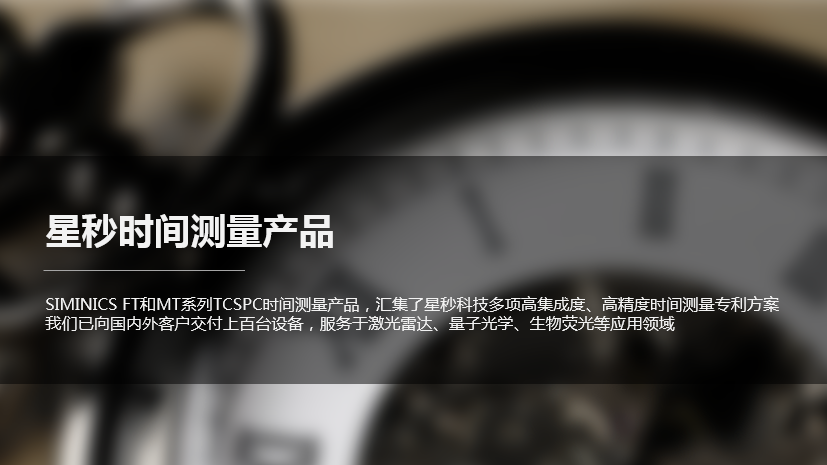 星秒时间测量产品
SIMINICS FT和MT系列TCSPC时间测量产品，汇集了星秒科技多项高集成度、高精度时间测量专利方案
我们已向国内外客户交付上百台设备，服务于激光雷达、量子光学、生物荧光等应用领域